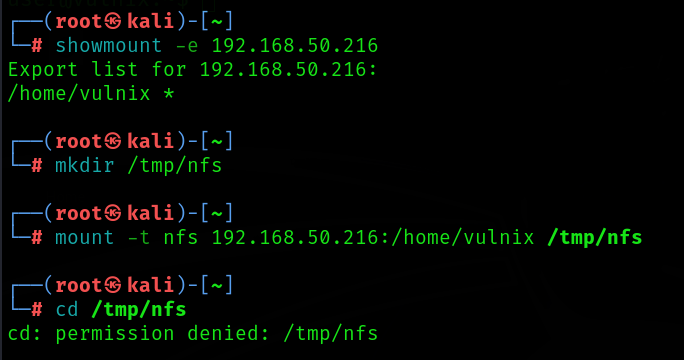 ┌──(root㉿kali)-[~]
└─# showmount -e 192.168.50.216
Export list for 192.168.50.216:
/home/vulnix *
┌──(root㉿kali)-[~]
└─# mkdir /tmp/nfs
┌──(root㉿kali)-[~]
└─# mount -t nfs 192.168.50.216:/home/vulnix /tmp/nfs
┌──(root㉿kali)-[~]
└─# cd /tmp/nfs
cd: permission denied: /tmp/nfs